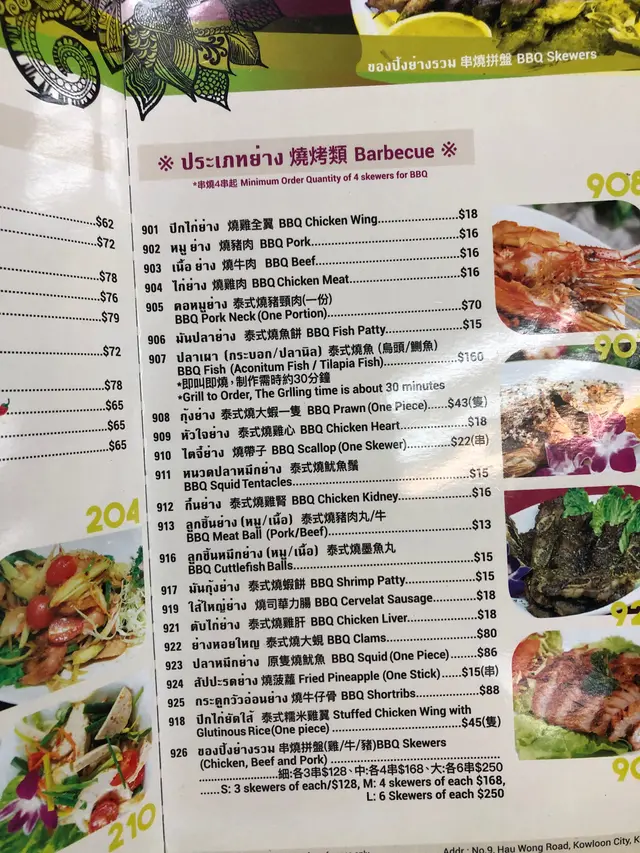 ของปิ้งย่างรวม 串燒拼盤 BBQ Skewers
※ ประเภทย่าง 燒烤類 Barbecue ※
*串燒4串起 Minimum Order Quantity of 4 skewers for BBQ
901 ปีกไก่ย่าง 燒雞全翼 BBQ Chicken Wing....................$18
902 หมู ย่าง 燒豬肉 BBQ Pork....................$16
903 เนื้อ ย่าง 燒牛肉 BBQ Beef....................$16
904 ไก่ย่าง 燒雞肉 BBQ Chicken Meat....................$16
905 คอหมูย่าง 泰式燒豬頸肉(一份)
BBQ Pork Neck (One Portion)....................$70
906 มันปลาย่าง 泰式燒魚餅 BBQ Fish Patty....................$15
907 ปลาเผา (กระบอก/ปลานิล) 泰式燒魚 (烏頭/鯽魚)
BBQ Fish (Aconitum Fish / Tilapia Fish)....................$160
*即叫即燒，制作需時約30分鐘
*Grill to Order, The Grlling time is about 30 minutes
908 กุ้งย่าง 泰式燒大蝦一隻 BBQ Prawn (One Piece)......$43(隻)
909 หัวใจย่าง 泰式燒雞心 BBQ Chicken Heart....................$18
910 ไตจี๋ย่าง 燒帶子 BBQ Scallop (One Skewer)............$22(串)
911 หนวดปลาหมึกย่าง 泰式燒魷魚鬚
BBQ Squid Tentacles....................$15
912 กึ๋นย่าง 泰式燒雞腎 BBQ Chicken Kidney....................$16
913 ลูกชิ้นย่าง (หมู/เนื้อ) 泰式燒豬肉丸/牛
BBQ Meat Ball (Pork/Beef)....................$13
916 ลูกชิ้นหมึกย่าง (หมู/เนื้อ) 泰式燒墨魚丸
BBQ Cuttlefish Balls....................$15
917 มันกุ้งย่าง 泰式燒蝦餅 BBQ Shrimp Patty....................$15
919 ไส้ใหญ่ย่าง 燒司華力腸 BBQ Cervelat Sausage............$18
921 ตับไก่ย่าง 泰式燒雞肝 BBQ Chicken Liver....................$18
922 ย่างหอยใหญ 泰式燒大蜆 BBQ Clams....................$80
923 ปลาหมึกย่าง 原隻燒魷魚 BBQ Squid (One Piece)........$86
924 สัปปะรดย่าง 燒菠蘿 Fried Pineapple (One Stick)......$15(串)
925 กระดูกวัวอ่อนย่าง 燒牛仔骨 BBQ Shortribs....................$88
918 ปีกไก่ยัดใส้ 泰式糯米雞翼 Stuffed Chicken Wing with
Glutinous Rice(One piece)....................$45(隻)
926 ของปิ้งย่างรวม 串燒拼盤(雞/牛/豬)BBQ Skewers
(Chicken, Beef and Pork)....................
....................細:各3串$128、中:各4串$168、大:各6串$250
......S: 3 skewers of each/$128, M: 4 skewers of each $168,
L: 6 Skewers of each $250
$62
$72
$78
$76
$79
$72
$78
$65
$65
$65
204
210
908
Addr : No.9, Hau Wong Road, Kowloon City, K